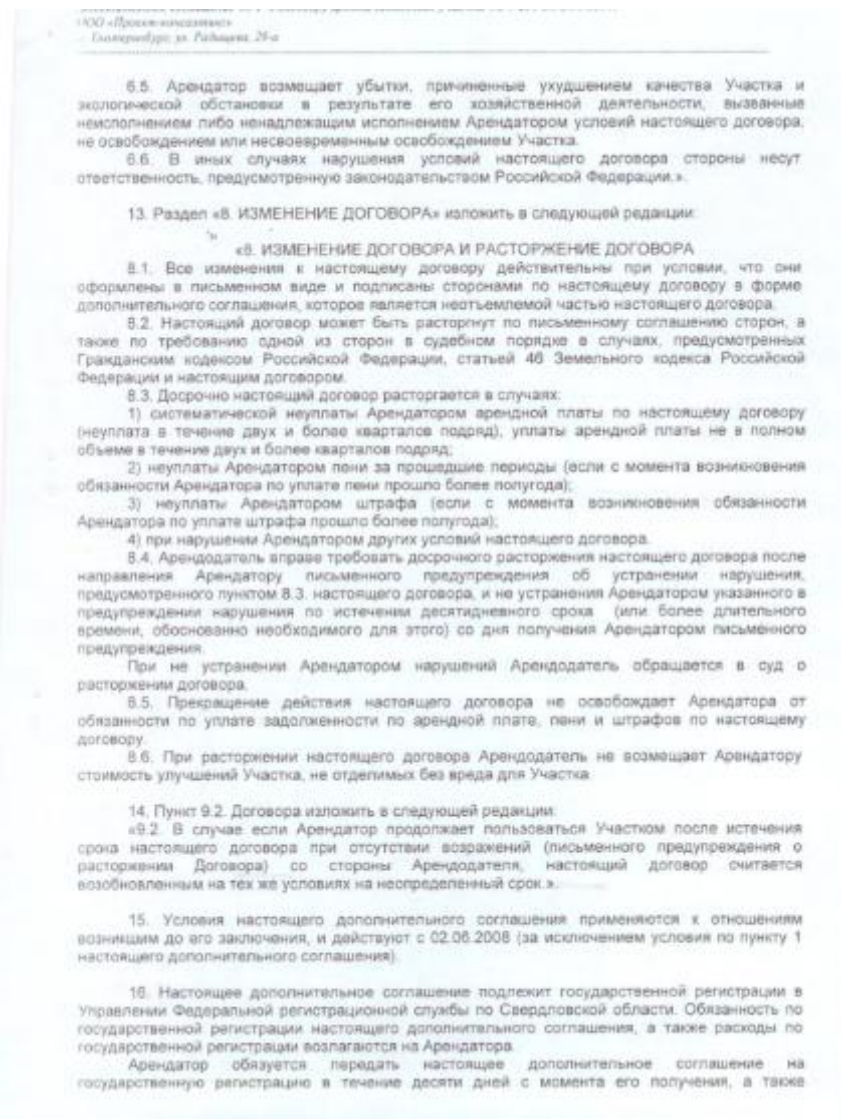 ООО «Проект-консалтинг»
Екатеринбург, ул. Радищева, 28-а
6.5. Арендатор возмещает убытки, причиненные ухудшением качества Участка и
экологической обстановки в результате его хозяйственной деятельности, вызванные
неисполнением либо ненадлежащим исполнением Арендатором условий настоящего договора,
не освобождением или несвоевременным освобождением Участка.
6.6. В иных случаях нарушения условий настоящего договора стороны несут
ответственность, предусмотренную законодательством Российской Федерации.».
13. Раздел «8. ИЗМЕНЕНИЕ ДОГОВОРА» изложить в следующей редакции:
«8. ИЗМЕНЕНИЕ ДОГОВОРА И РАСТОРЖЕНИЕ ДОГОВОРА
8.1. Все изменения к настоящему договору действительны при условии, что они
оформлены в письменном виде и подписаны сторонами по настоящему договору в форме
дополнительного соглашения, которое является неотъемлемой частью настоящего договора.
8.2. Настоящий договор может быть расторгнут по письменному соглашению сторон, а
также по требованию одной из сторон в судебном порядке в случаях, предусмотренных
Гражданским кодексом Российской Федерации, статьей 46 Земельного кодекса Российской
Федерации и настоящим договором.
8.3. Досрочно настоящий договор расторгается в случаях:
1) систематической неуплаты Арендатором арендной платы по настоящему договору
(неуплата в течение двух и более кварталов подряд), уплаты арендной платы не в полном
объеме в течение двух и более кварталов подряд;
2) неуплаты Арендатором пени за прошедшие периоды (если с момента возникновения
обязанности Арендатора по уплате пени прошло более полугода);
3) неуплаты Арендатором штрафа (если с момента возникновения обязанности
Арендатора по уплате штрафа прошло более полугода);
4) при нарушении Арендатором других условий настоящего договора.
8.4. Арендодатель вправе требовать досрочного расторжения настоящего договора после
направления Арендатору письменного предупреждения об устранении нарушения,
предусмотренного пунктом 8.3. настоящего договора, и не устранения Арендатором указанного в
предупреждении нарушения по истечении десятидневного срока (или более длительного
времени, обоснованно необходимого для этого) со дня получения Арендатором письменного
предупреждения.
При не устранении Арендатором нарушений Арендодатель обращается в суд о
расторжении договора.
8.5. Прекращение действия настоящего договора не освобождает Арендатора от
обязанности по уплате задолженности по арендной плате, пени и штрафов по настоящему
договору.
8.6. При расторжении настоящего договора Арендодатель не возмещает Арендатору
стоимость улучшений Участка, не отделимых без вреда для Участка.
14. Пункт 9.2. Договора изложить в следующей редакции:
«9.2. В случае если Арендатор продолжает пользоваться Участком после истечения
срока настоящего договора при отсутствии возражений (письменного предупреждения о
расторжении Договора) со стороны Арендодателя, настоящий договор считается
возобновленным на тех же условиях на неопределенный срок.».
15. Условия настоящего дополнительного соглашения применяются к отношениям
возникшим до его заключения, и действуют с 02.06.2008 (за исключением условия по пункту 1
настоящего дополнительного соглашения).
16. Настоящее дополнительное соглашение подлежит государственной регистрации в
Управлении Федеральной регистрационной службы по Свердловской области. Обязанность по
государственной регистрации настоящего дополнительного соглашения, а также расходы по
государственной регистрации возлагаются на Арендатора.
Арендатор обязуется передать настоящее дополнительное соглашение на
государственную регистрацию в течение десяти дней с момента его получения, а также